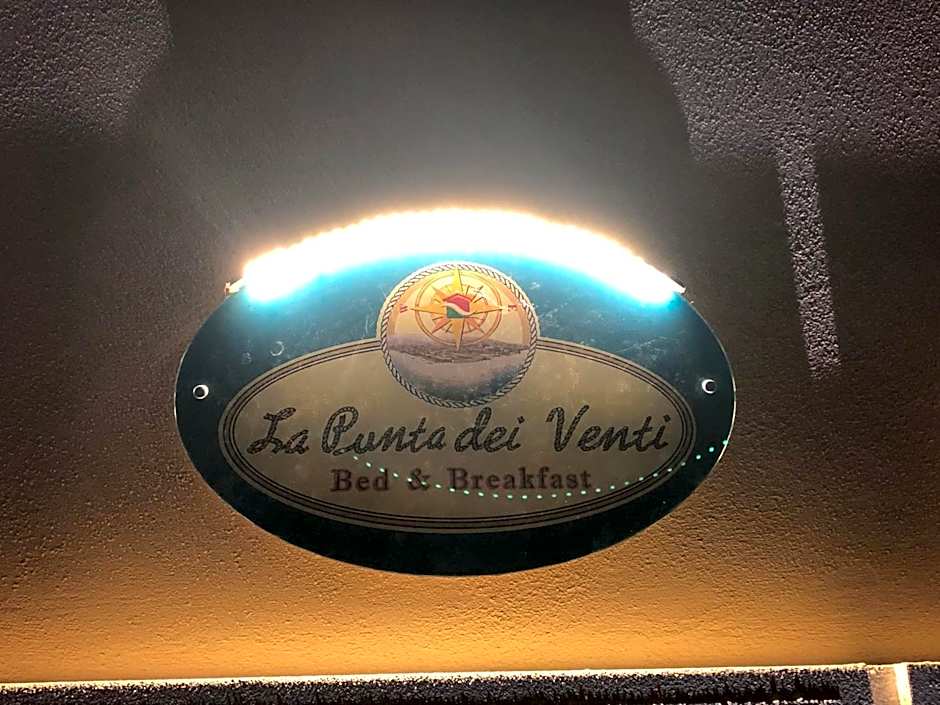 W E
La Punta dei Venti
Bed & Breakfast